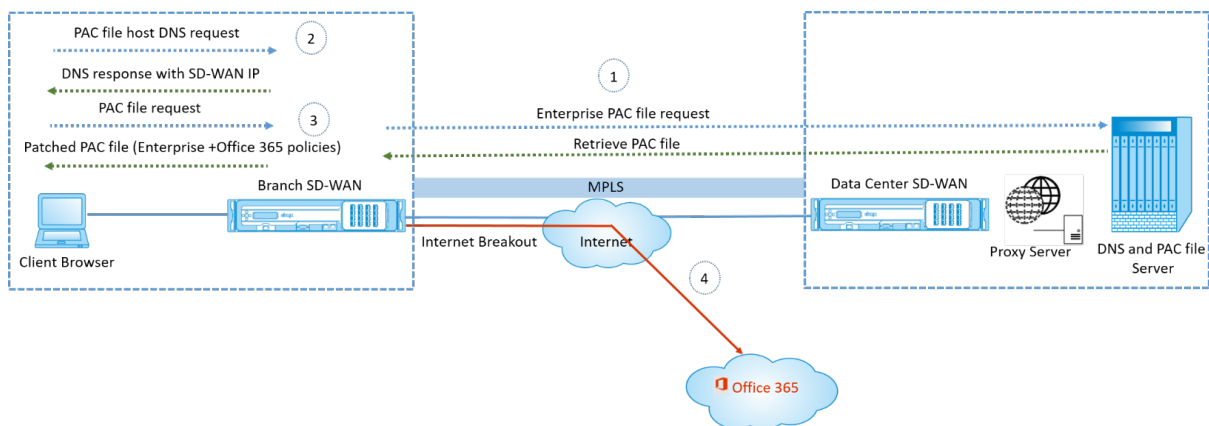 PAC file host DNS request
2
DNS response with SD-WAN IP
PAC file request
3
Patched PAC file (Enterprise +Office 365 policies)
1
Enterprise PAC file request
Retrieve PAC file
Branch SD-WAN
MPLS
Data Center SD-WAN
Internet Breakout
Internet
Client Browser
Proxy Server
DNS and PAC file
Server
4
Office 365